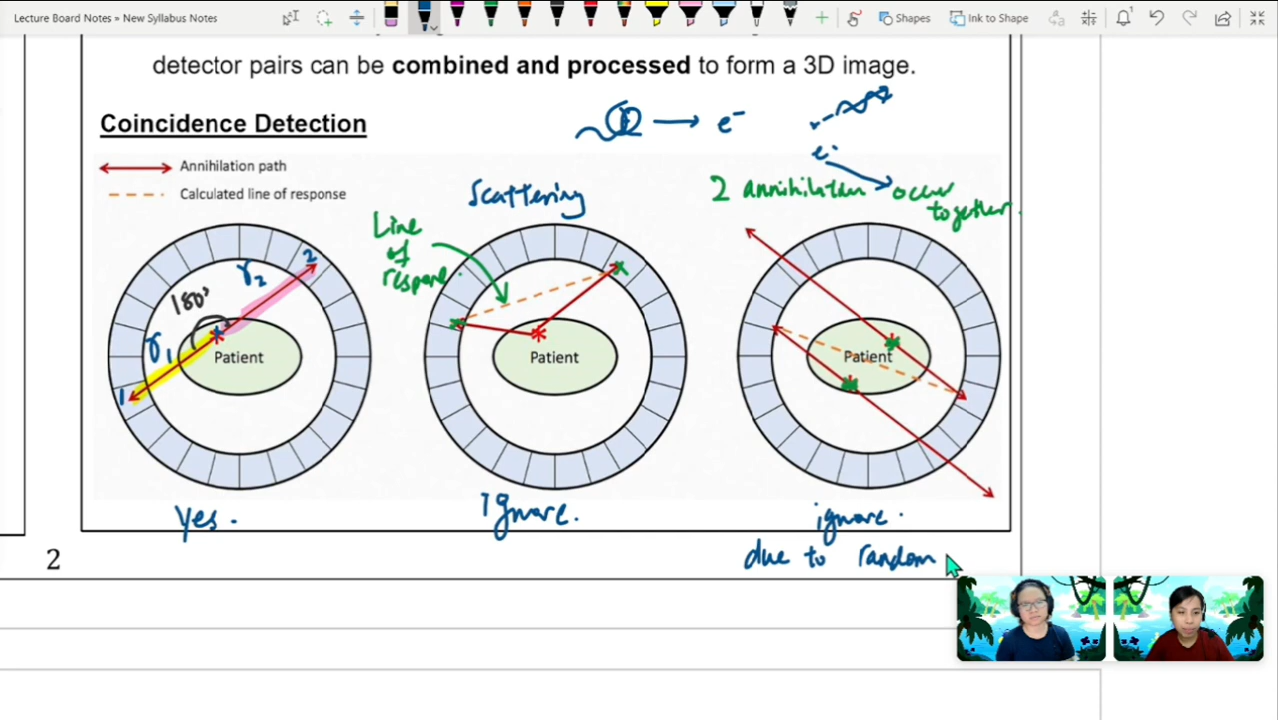 Lecture Board Notes » New Syllabus Notes
Shapes
Ink to Shape
detector pairs can be combined and processed to form a 3D image.
Coincidence Detection
e⁻
e⁻
Annihilation path
Calculated line of response
Scattering
2 annihilation occur
together.
Line
of
respone.
180°
γ₂
2
γ₁
1
Patient
Patient
Patient
Yes.
Ignore.
ignore.
due to random
2